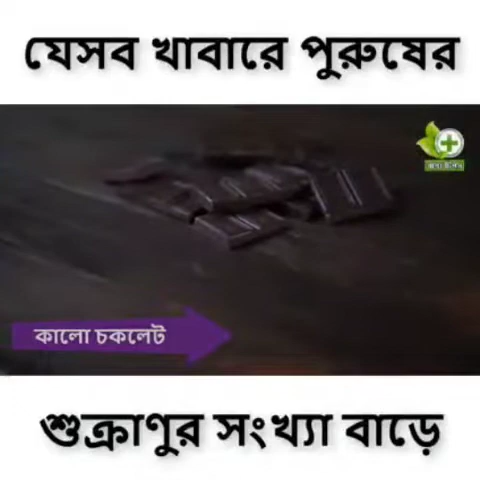 যেসব খাবারে পুরুষের
কালো চকলেট
শুক্রাণুর সংখ্যা বাড়ে